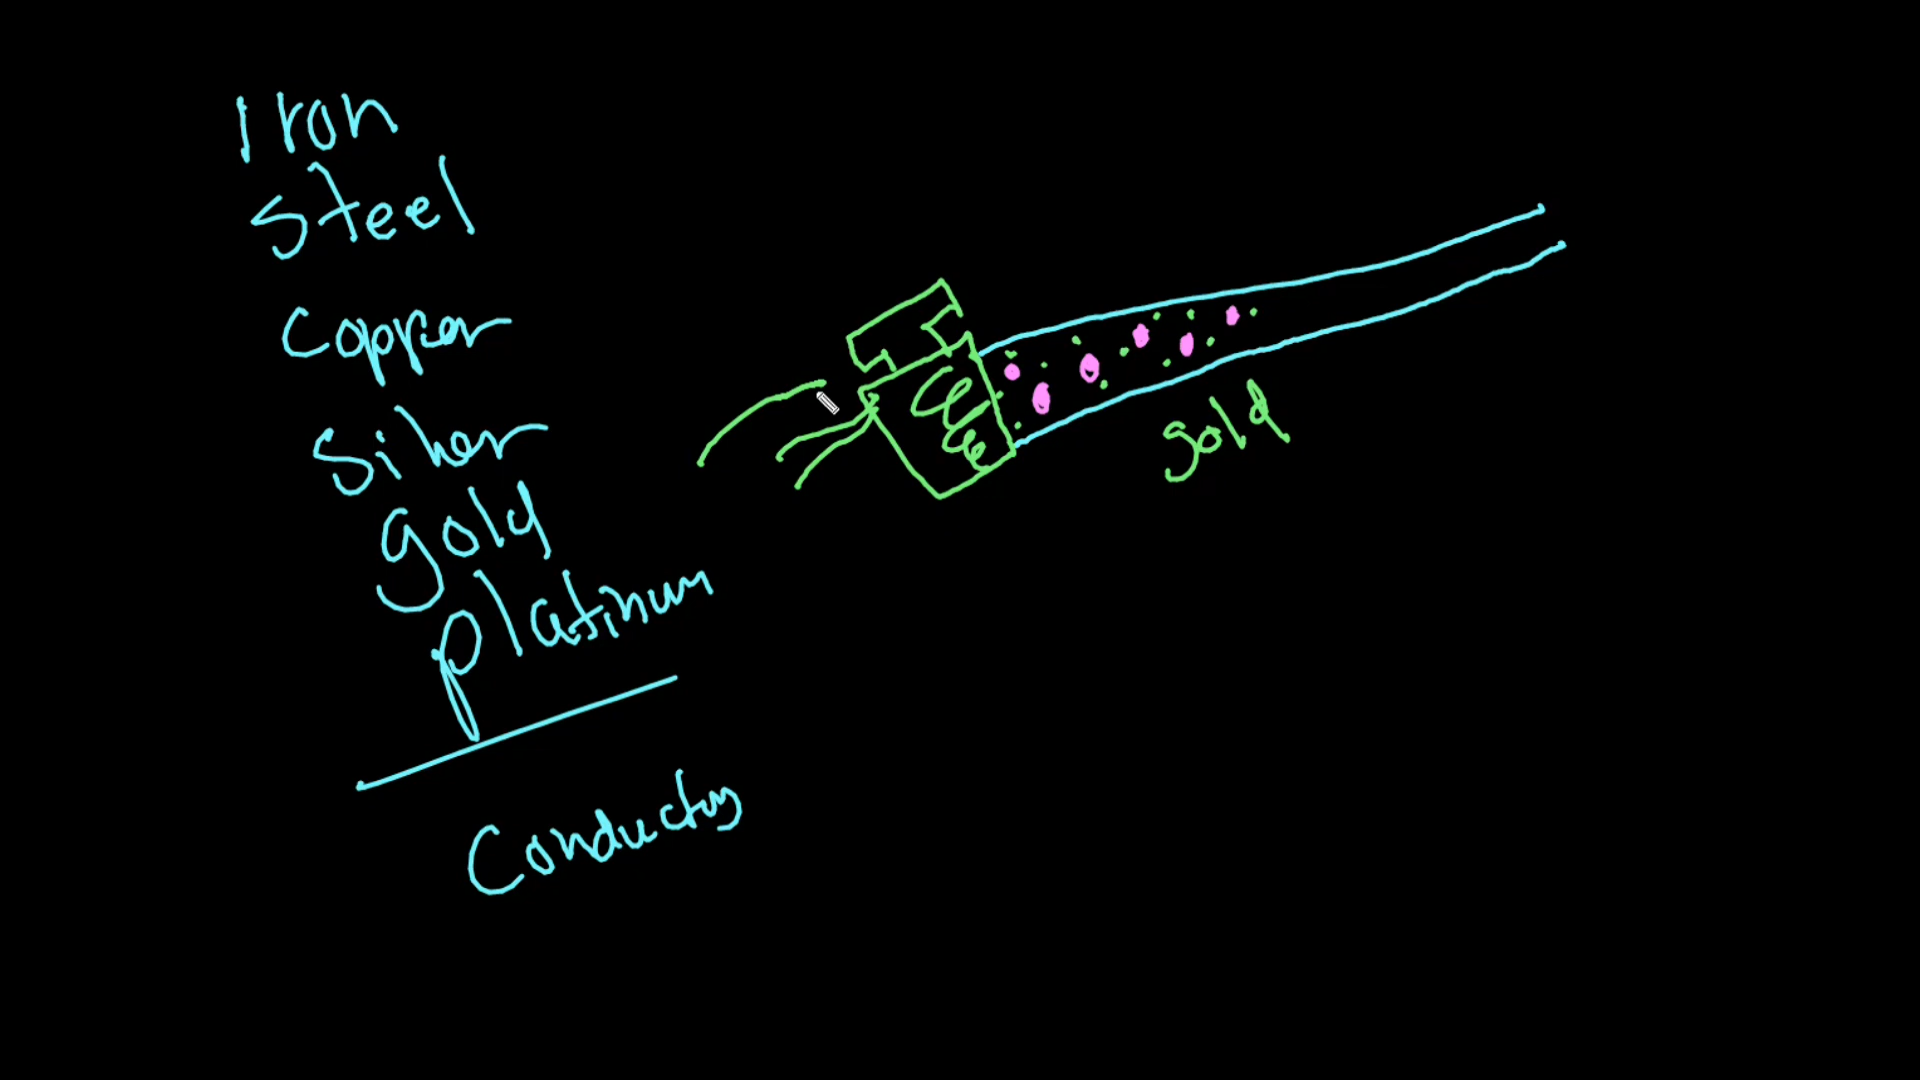 Iron
Steel
Copper
Silver
gold
platinum
Conductors
gold